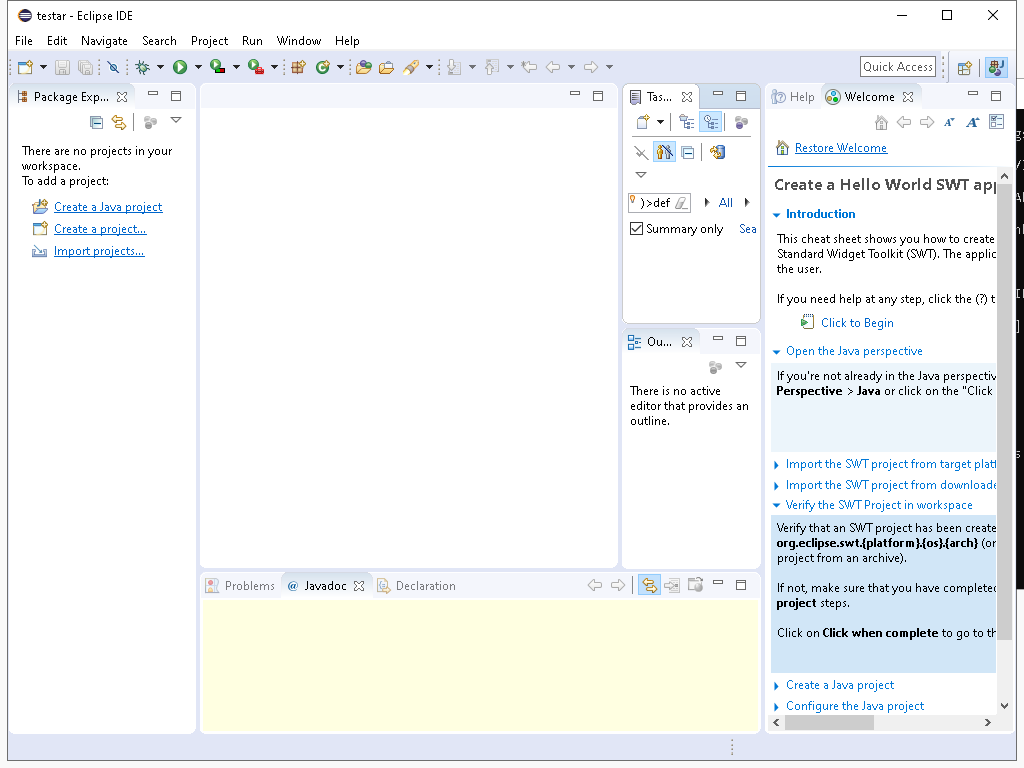 testar - Eclipse IDE
File Edit Navigate Search Project Run Window Help
Quick Access
Package Exp...
There are no projects in your
workspace.
To add a project:
Create a Java project
Create a project...
Import projects...
Tas...
)>def
All
Summary only
Sea
Ou...
There is no active
editor that provides an
outline.
Help
Welcome
Restore Welcome
Create a Hello World SWT app
Introduction
This cheat sheet shows you how to create
Standard Widget Toolkit (SWT). The applic
the user.
If you need help at any step, click the (?) t
Click to Begin
Open the Java perspective
If you're not already in the Java perspectiv
Perspective > Java or click on the "Click
Import the SWT project from target platf
Import the SWT project from downloade
Verify the SWT Project in workspace
Verify that an SWT project has been create
org.eclipse.swt.{platform}.{os}.{arch} (or
project from an archive).
If not, make sure that you have completed
project steps.
Click on Click when complete to go to th
Create a Java project
Configure the Java project
Problems
@ Javadoc
Declaration